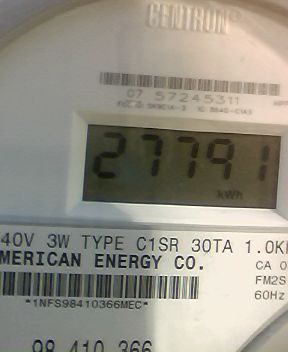 CENTRON®
07 57245311
27791
kWh
40V 3W TYPE C1SR 30TA 1.0K
MERICAN ENERGY CO.
CA 0
FM2S
60Hz
*1NFS98410366MEC*
98 410 366